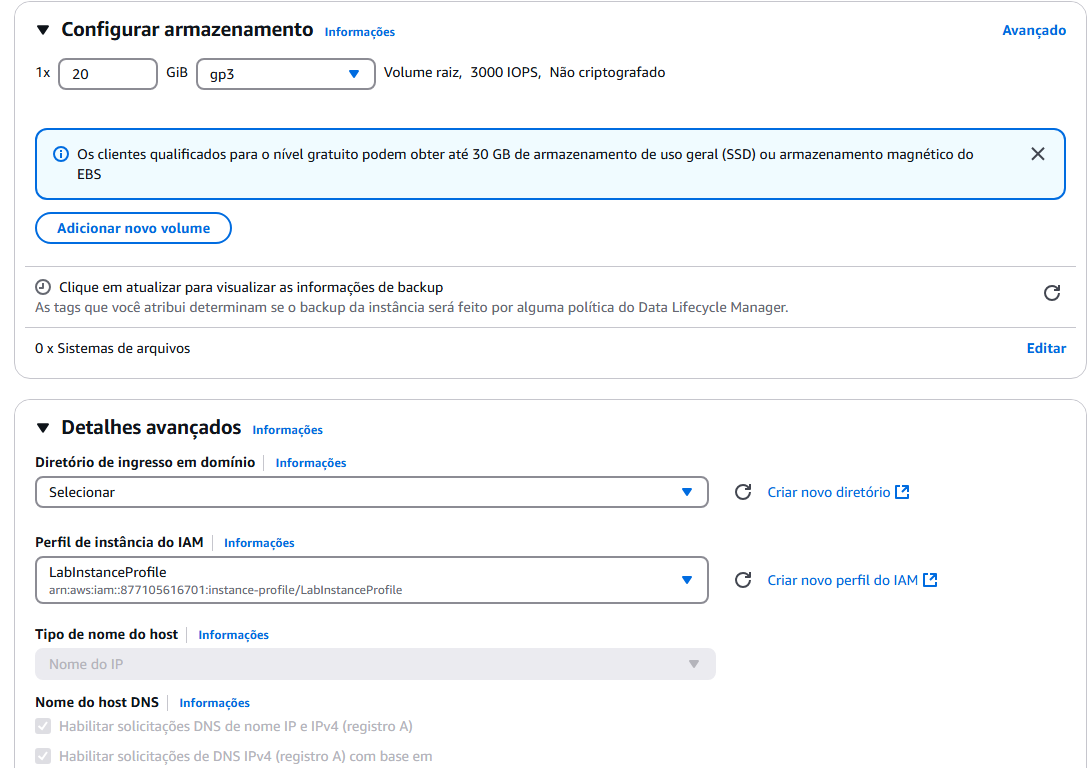 Configurar armazenamento Informações Avançado
1x 20 GiB gp3 Volume raiz, 3000 IOPS, Não criptografado
Os clientes qualificados para o nível gratuito podem obter até 30 GB de armazenamento de uso geral (SSD) ou armazenamento magnético do
EBS
Adicionar novo volume
Clique em atualizar para visualizar as informações de backup
As tags que você atribui determinam se o backup da instância será feito por alguma política do Data Lifecycle Manager.
0 x Sistemas de arquivos Editar
Detalhes avançados Informações
Diretório de ingresso em domínio Informações
Selecionar Criar novo diretório
Perfil de instância do IAM Informações
LabInstanceProfile
arn:aws:iam::877105616701:instance-profile/LabInstanceProfile
Criar novo perfil do IAM
Tipo de nome do host Informações
Nome do IP
Nome do host DNS Informações
Habilitar solicitações DNS de nome IP e IPv4 (registro A)
Habilitar solicitações de DNS IPv4 (registro A) com base em